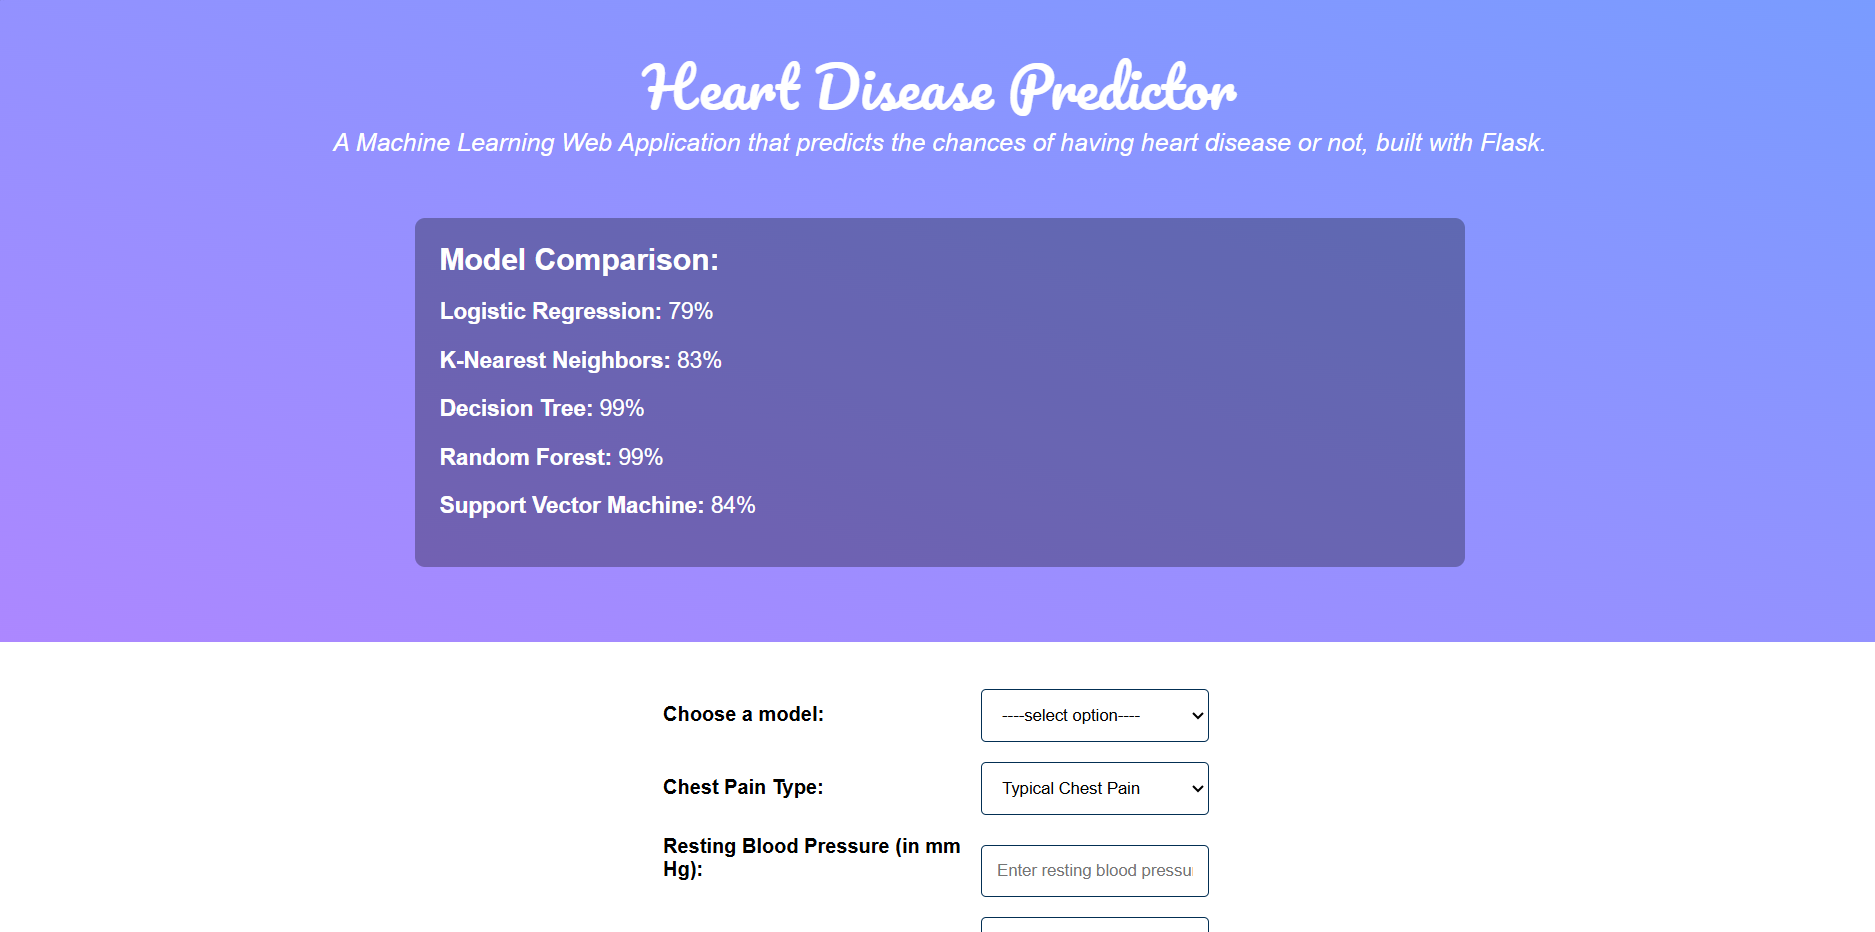 Heart Disease Predictor
A Machine Learning Web Application that predicts the chances of having heart disease or not, built with Flask.
Model Comparison:
Logistic Regression: 79%
K-Nearest Neighbors: 83%
Decision Tree: 99%
Random Forest: 99%
Support Vector Machine: 84%
Choose a model:
----select option----
Chest Pain Type:
Typical Chest Pain
Resting Blood Pressure (in mm
Hg):
Enter resting blood pressu